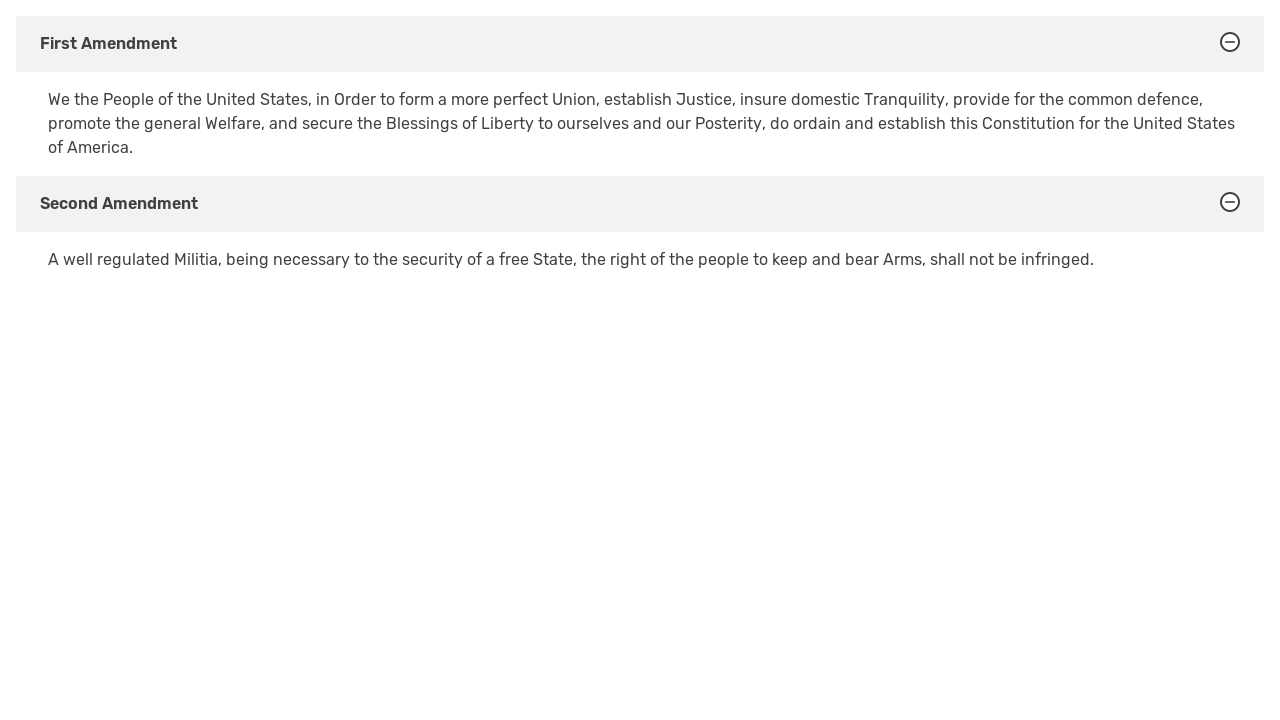 First Amendment
We the People of the United States, in Order to form a more perfect Union, establish Justice, insure domestic Tranquility, provide for the common defence,
promote the general Welfare, and secure the Blessings of Liberty to ourselves and our Posterity, do ordain and establish this Constitution for the United States
of America.
Second Amendment
A well regulated Militia, being necessary to the security of a free State, the right of the people to keep and bear Arms, shall not be infringed.